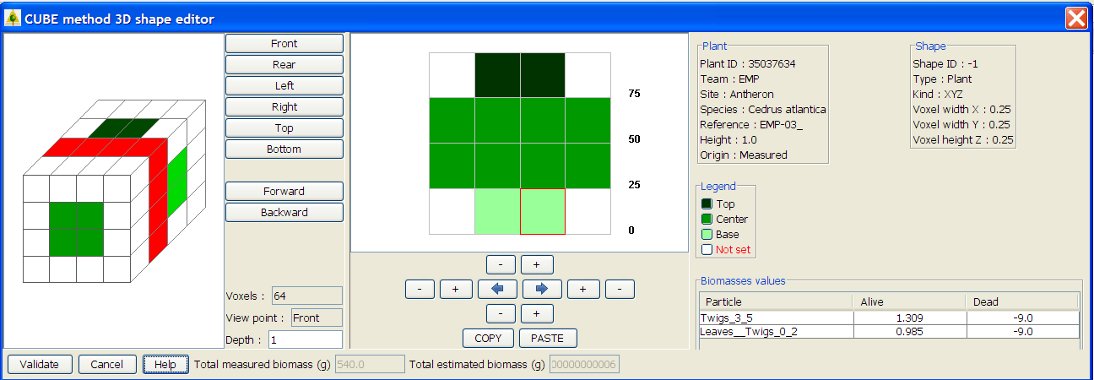 CUBE method 3D shape editor
Front
Rear
Left
Right
Top
Bottom
Forward
Backward
Voxels : 64
View point : Front
Depth : 1
75
50
25
0
- +
- + + -
- +
COPY PASTE
Plant
Plant ID : 35037634
Team : EMP
Site : Antheron
Species : Cedrus atlantica
Reference : EMP-03_
Height : 1.0
Origin : Measured
Shape
Shape ID : -1
Type : Plant
Kind : XYZ
Voxel width X : 0.25
Voxel width Y : 0.25
Voxel height Z : 0.25
Legend
Top
Center
Base
Not set
Biomasses values
Particle Alive Dead
Twigs_3_5 1.309 -9.0
Leaves__Twigs_0_2 0.985 -9.0
Validate Cancel Help Total measured biomass (g) 540.0 Total estimated biomass (g)